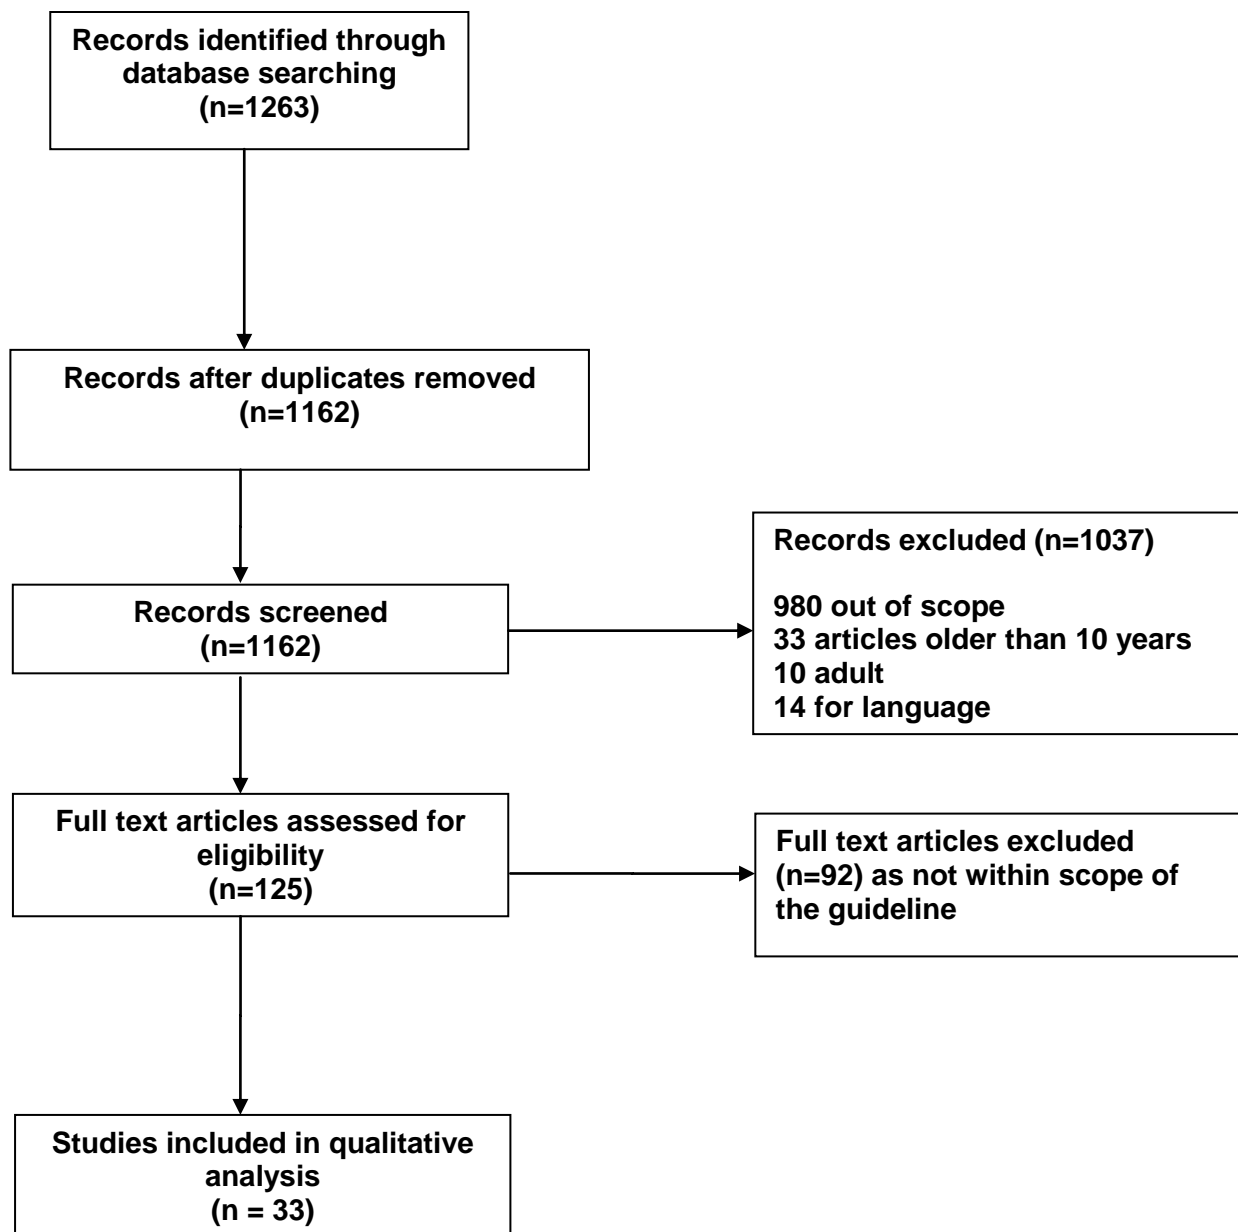 Records identified through
database searching
(n=1263)
Records after duplicates removed
(n=1162)
Records screened
(n=1162)
Records excluded (n=1037)
980 out of scope
33 articles older than 10 years
10 adult
14 for language
Full text articles assessed for
eligibility
(n=125)
Full text articles excluded
(n=92) as not within scope of
the guideline
Studies included in qualitative
analysis
(n = 33)